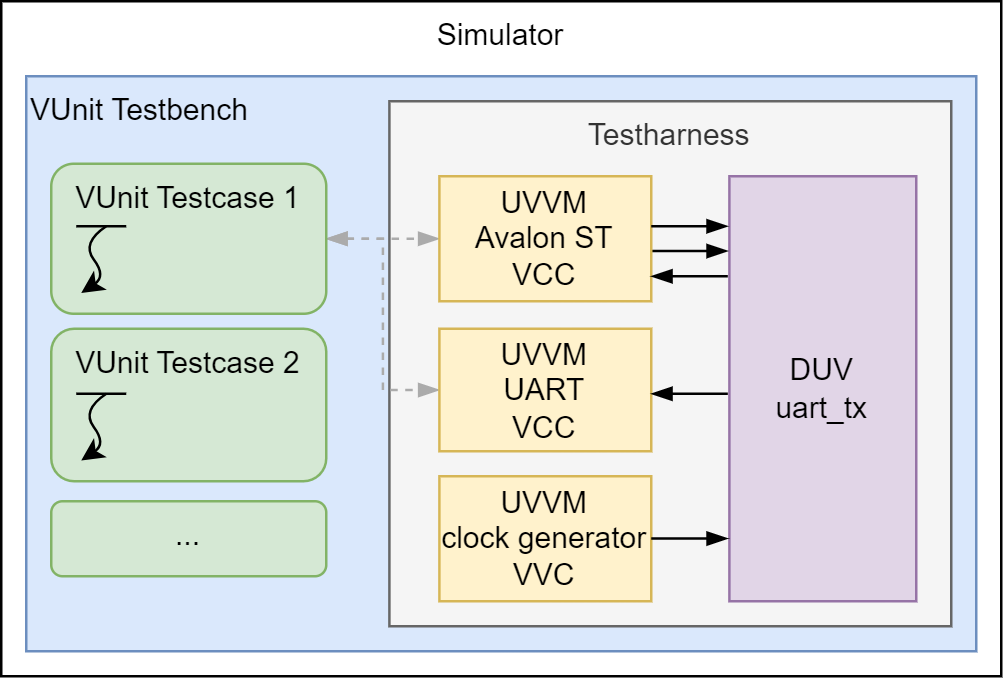 Simulator
VUnit Testbench
Testharness
VUnit Testcase 1
VUnit Testcase 2
...
UVVM
Avalon ST
VCC
UVVM
UART
VCC
UVVM
clock generator
VVC
DUV
uart_tx